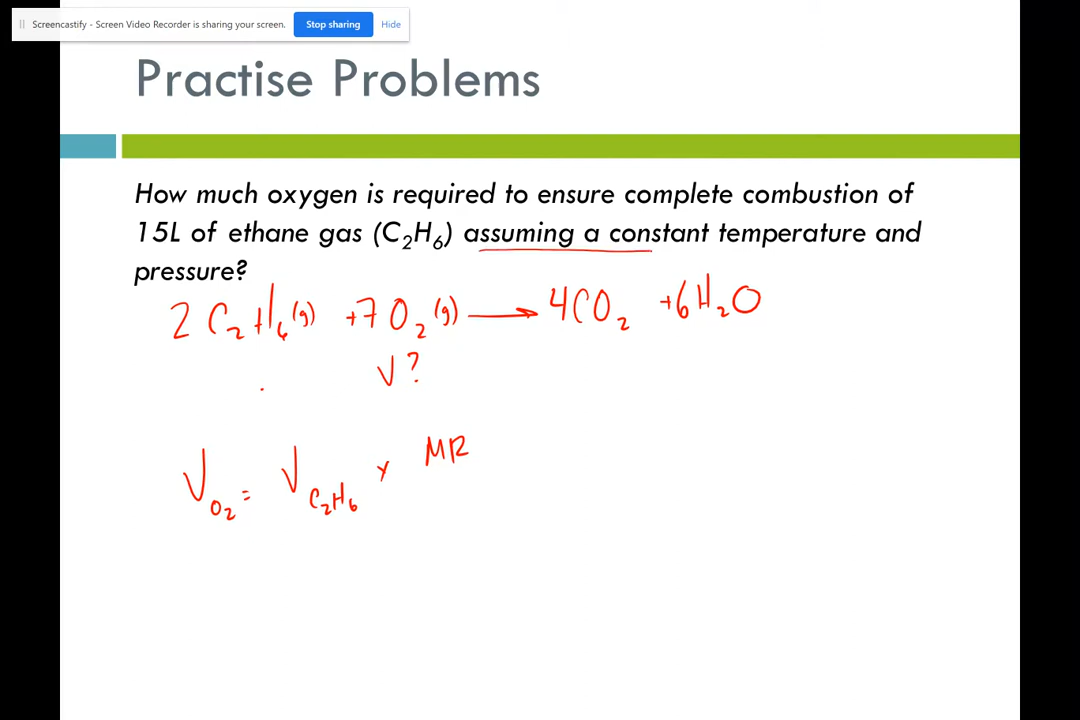 Screencastify - Screen Video Recorder is sharing your screen. Stop sharing Hide
Practise Problems
How much oxygen is required to ensure complete combustion of
15L of ethane gas (C₂H₆) assuming a constant temperature and
pressure?
2 C₂H₆(g) +7 O₂(g) → 4CO₂ +6H₂O
V?
V O₂ = V C₂H₆ x MR